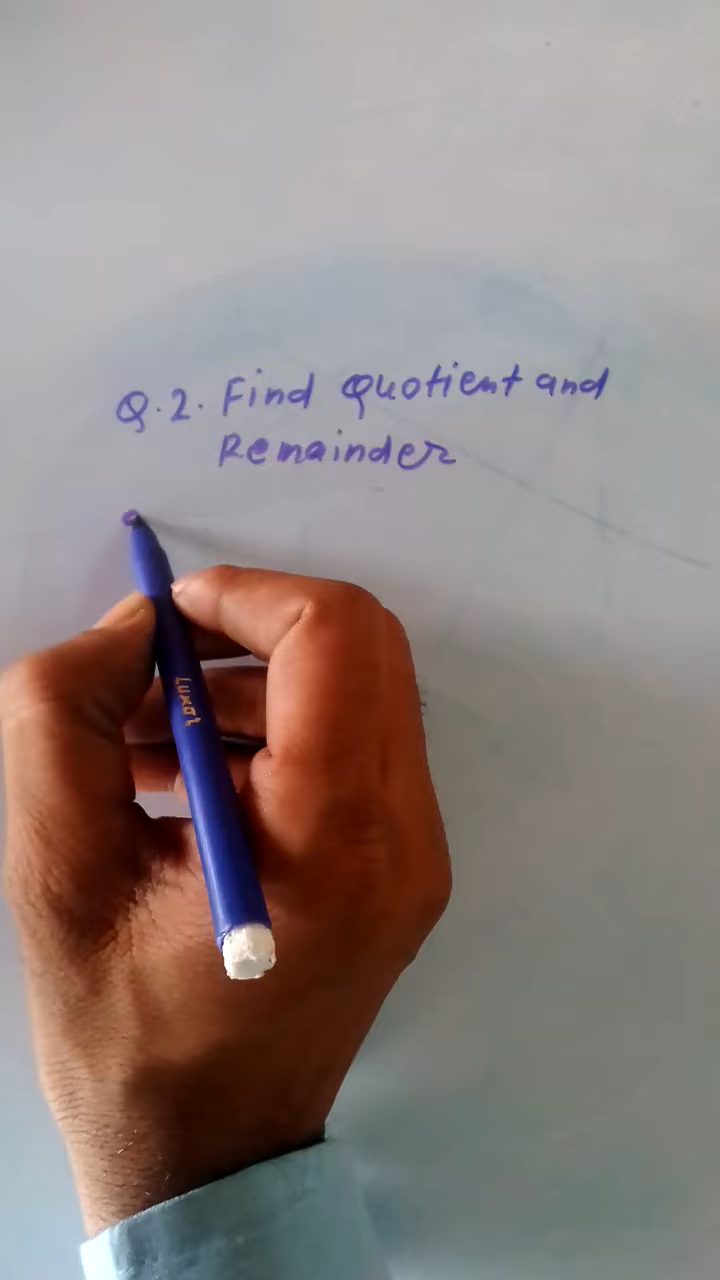 Q.2. Find Quotient and
Remainder
Luxor